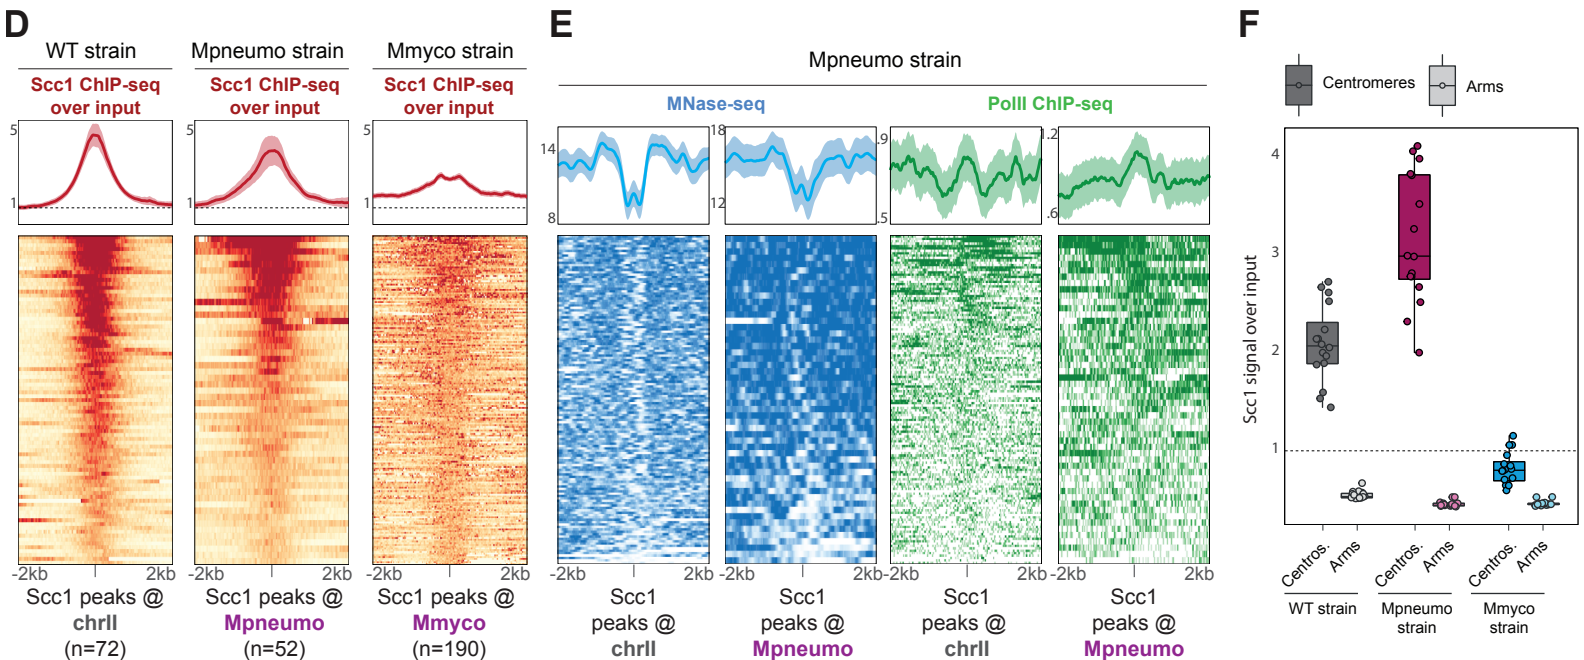 D
WT strain
Mpneumo strain
Mmyco strain
Scc1 ChIP-seq
over input
Scc1 ChIP-seq
over input
Scc1 ChIP-seq
over input
5
1
5
1
5
1
-2kb
2kb
-2kb
2kb
-2kb
2kb
Scc1 peaks @
chrII
(n=72)
Scc1 peaks @
Mpneumo
(n=52)
Scc1 peaks @
Mmyco
(n=190)
E
Mpneumo strain
MNase-seq
PolII ChIP-seq
14
8
18
12
.9
.5
1.2
.6
-2kb
2kb
-2kb
2kb
-2kb
2kb
-2kb
2kb
Scc1
peaks @
chrII
Scc1
peaks @
Mpneumo
Scc1
peaks @
chrII
Scc1
peaks @
Mpneumo
F
Centromeres
Arms
Scc1 signal over input
4
3
2
1
Centros.
Arms
Centros.
Arms
Centros.
Arms
WT strain
Mpneumo
strain
Mmyco
strain